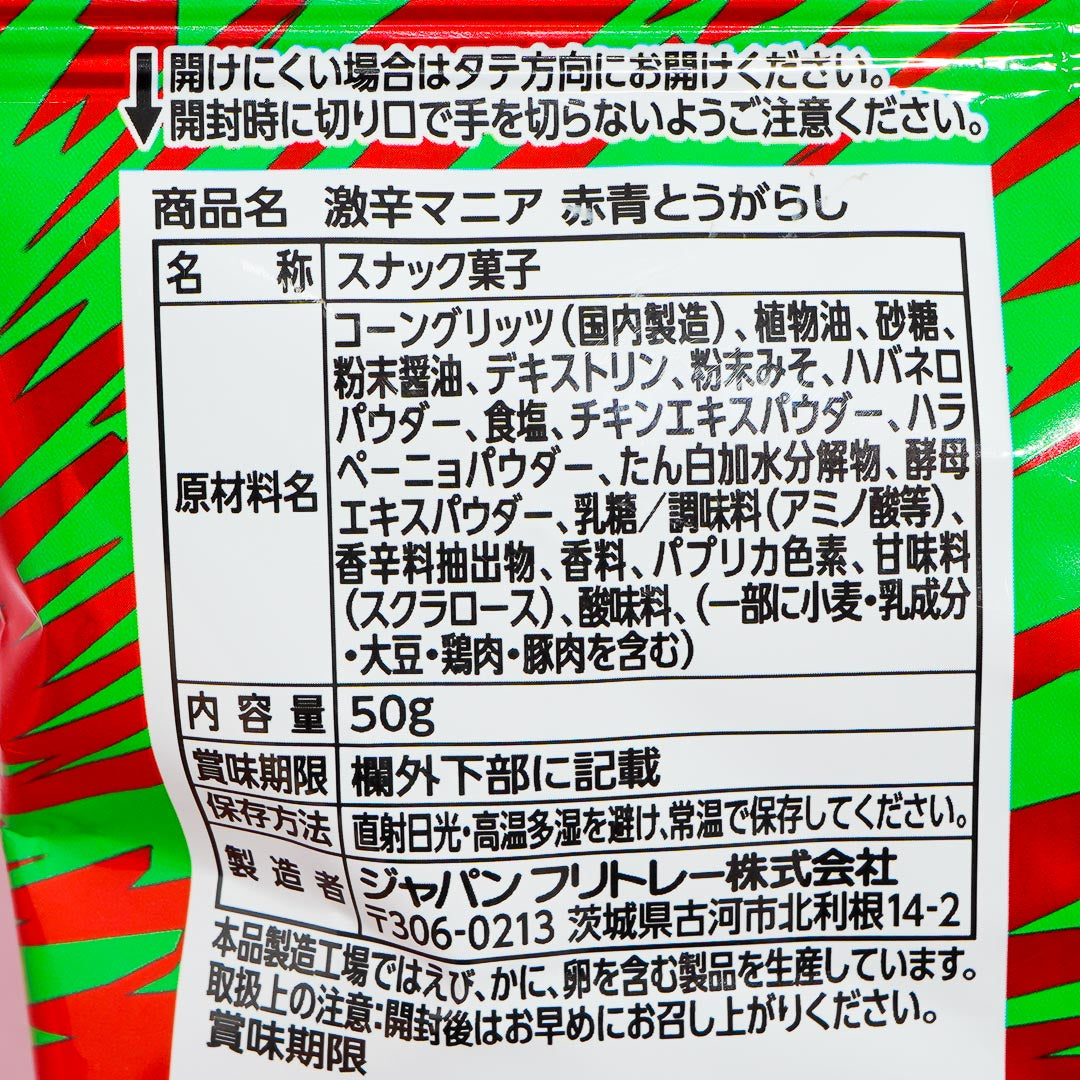 開けにくい場合はタテ方向にお開けください。
開封時に切り口で手を切らないようご注意ください。
商品名 激辛マニア 赤青とうがらし
名称 スナック菓子
原材料名
コーングリッツ(国内製造)、植物油、砂糖、
粉末醤油、デキストリン、粉末みそ、ハバネロ
パウダー、食塩、チキンエキスパウダー、ハラ
ペーニョパウダー、たん白加水分解物、酵母
エキスパウダー、乳糖/調味料(アミノ酸等)、
香辛料抽出物、香料、パプリカ色素、甘味料
(スクラロース)、酸味料、(一部に小麦・乳成分
・大豆・鶏肉・豚肉を含む)
内容量 50g
賞味期限 欄外下部に記載
保存方法 直射日光・高温多湿を避け、常温で保存してください。
製造者 ジャパンフリトレー株式会社
〒306-0213 茨城県古河市北利根14-2
本品製造工場ではえび、かに、卵を含む製品を生産しています。
取扱上の注意・開封後はお早めにお召し上がりください。
賞味期限